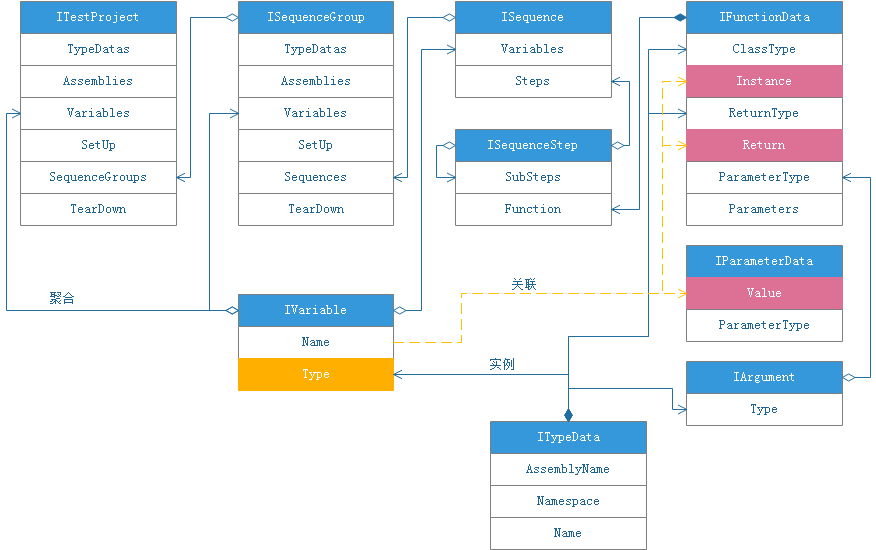 ITestProject
TypeDatas
Assemblies
Variables
SetUp
SequenceGroups
TearDown
ISequenceGroup
TypeDatas
Assemblies
Variables
SetUp
Sequences
TearDown
ISequence
Variables
Steps
ISequenceStep
SubSteps
Function
IFunctionData
ClassType
Instance
ReturnType
Return
ParameterType
Parameters
IParameterData
Value
ParameterType
聚合
IVariable
Name
Type
关联
实例
IArgument
Type
ITypeData
AssemblyName
Namespace
Name